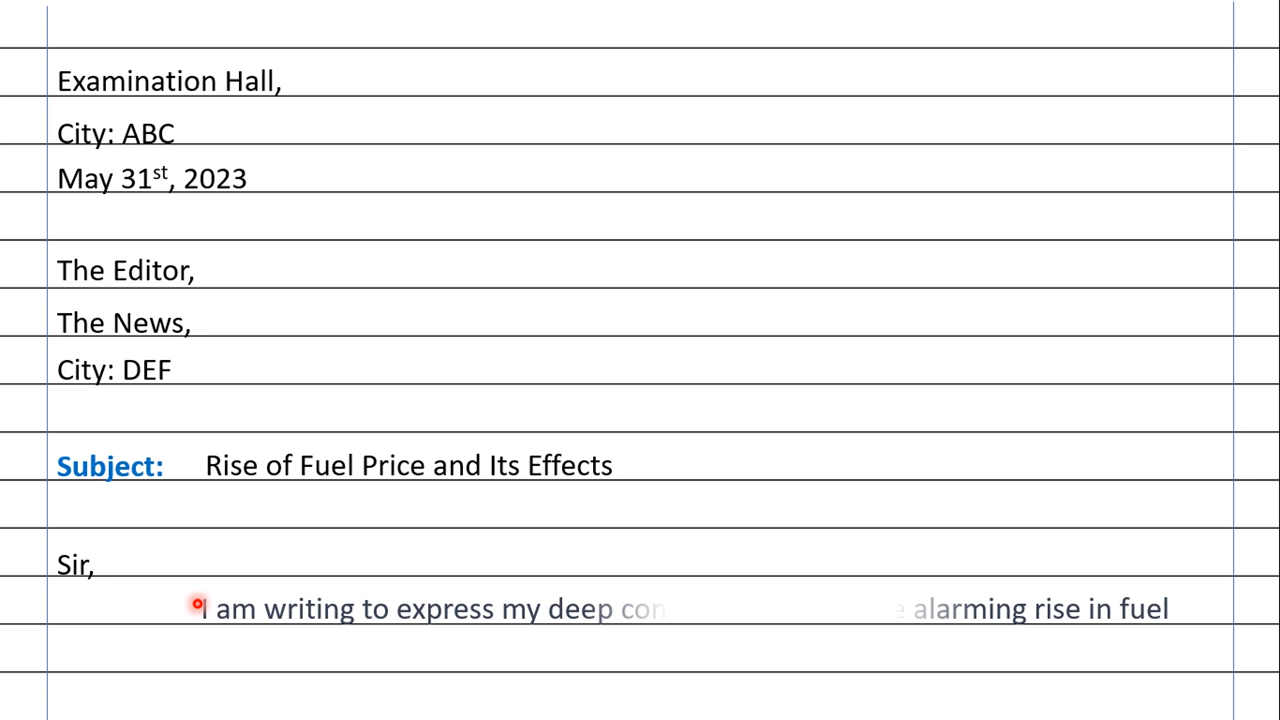 Examination Hall,
City: ABC
May 31st, 2023
The Editor,
The News,
City: DEF
Subject: Rise of Fuel Price and Its Effects
Sir,
I am writing to express my deep alarming rise in fuel